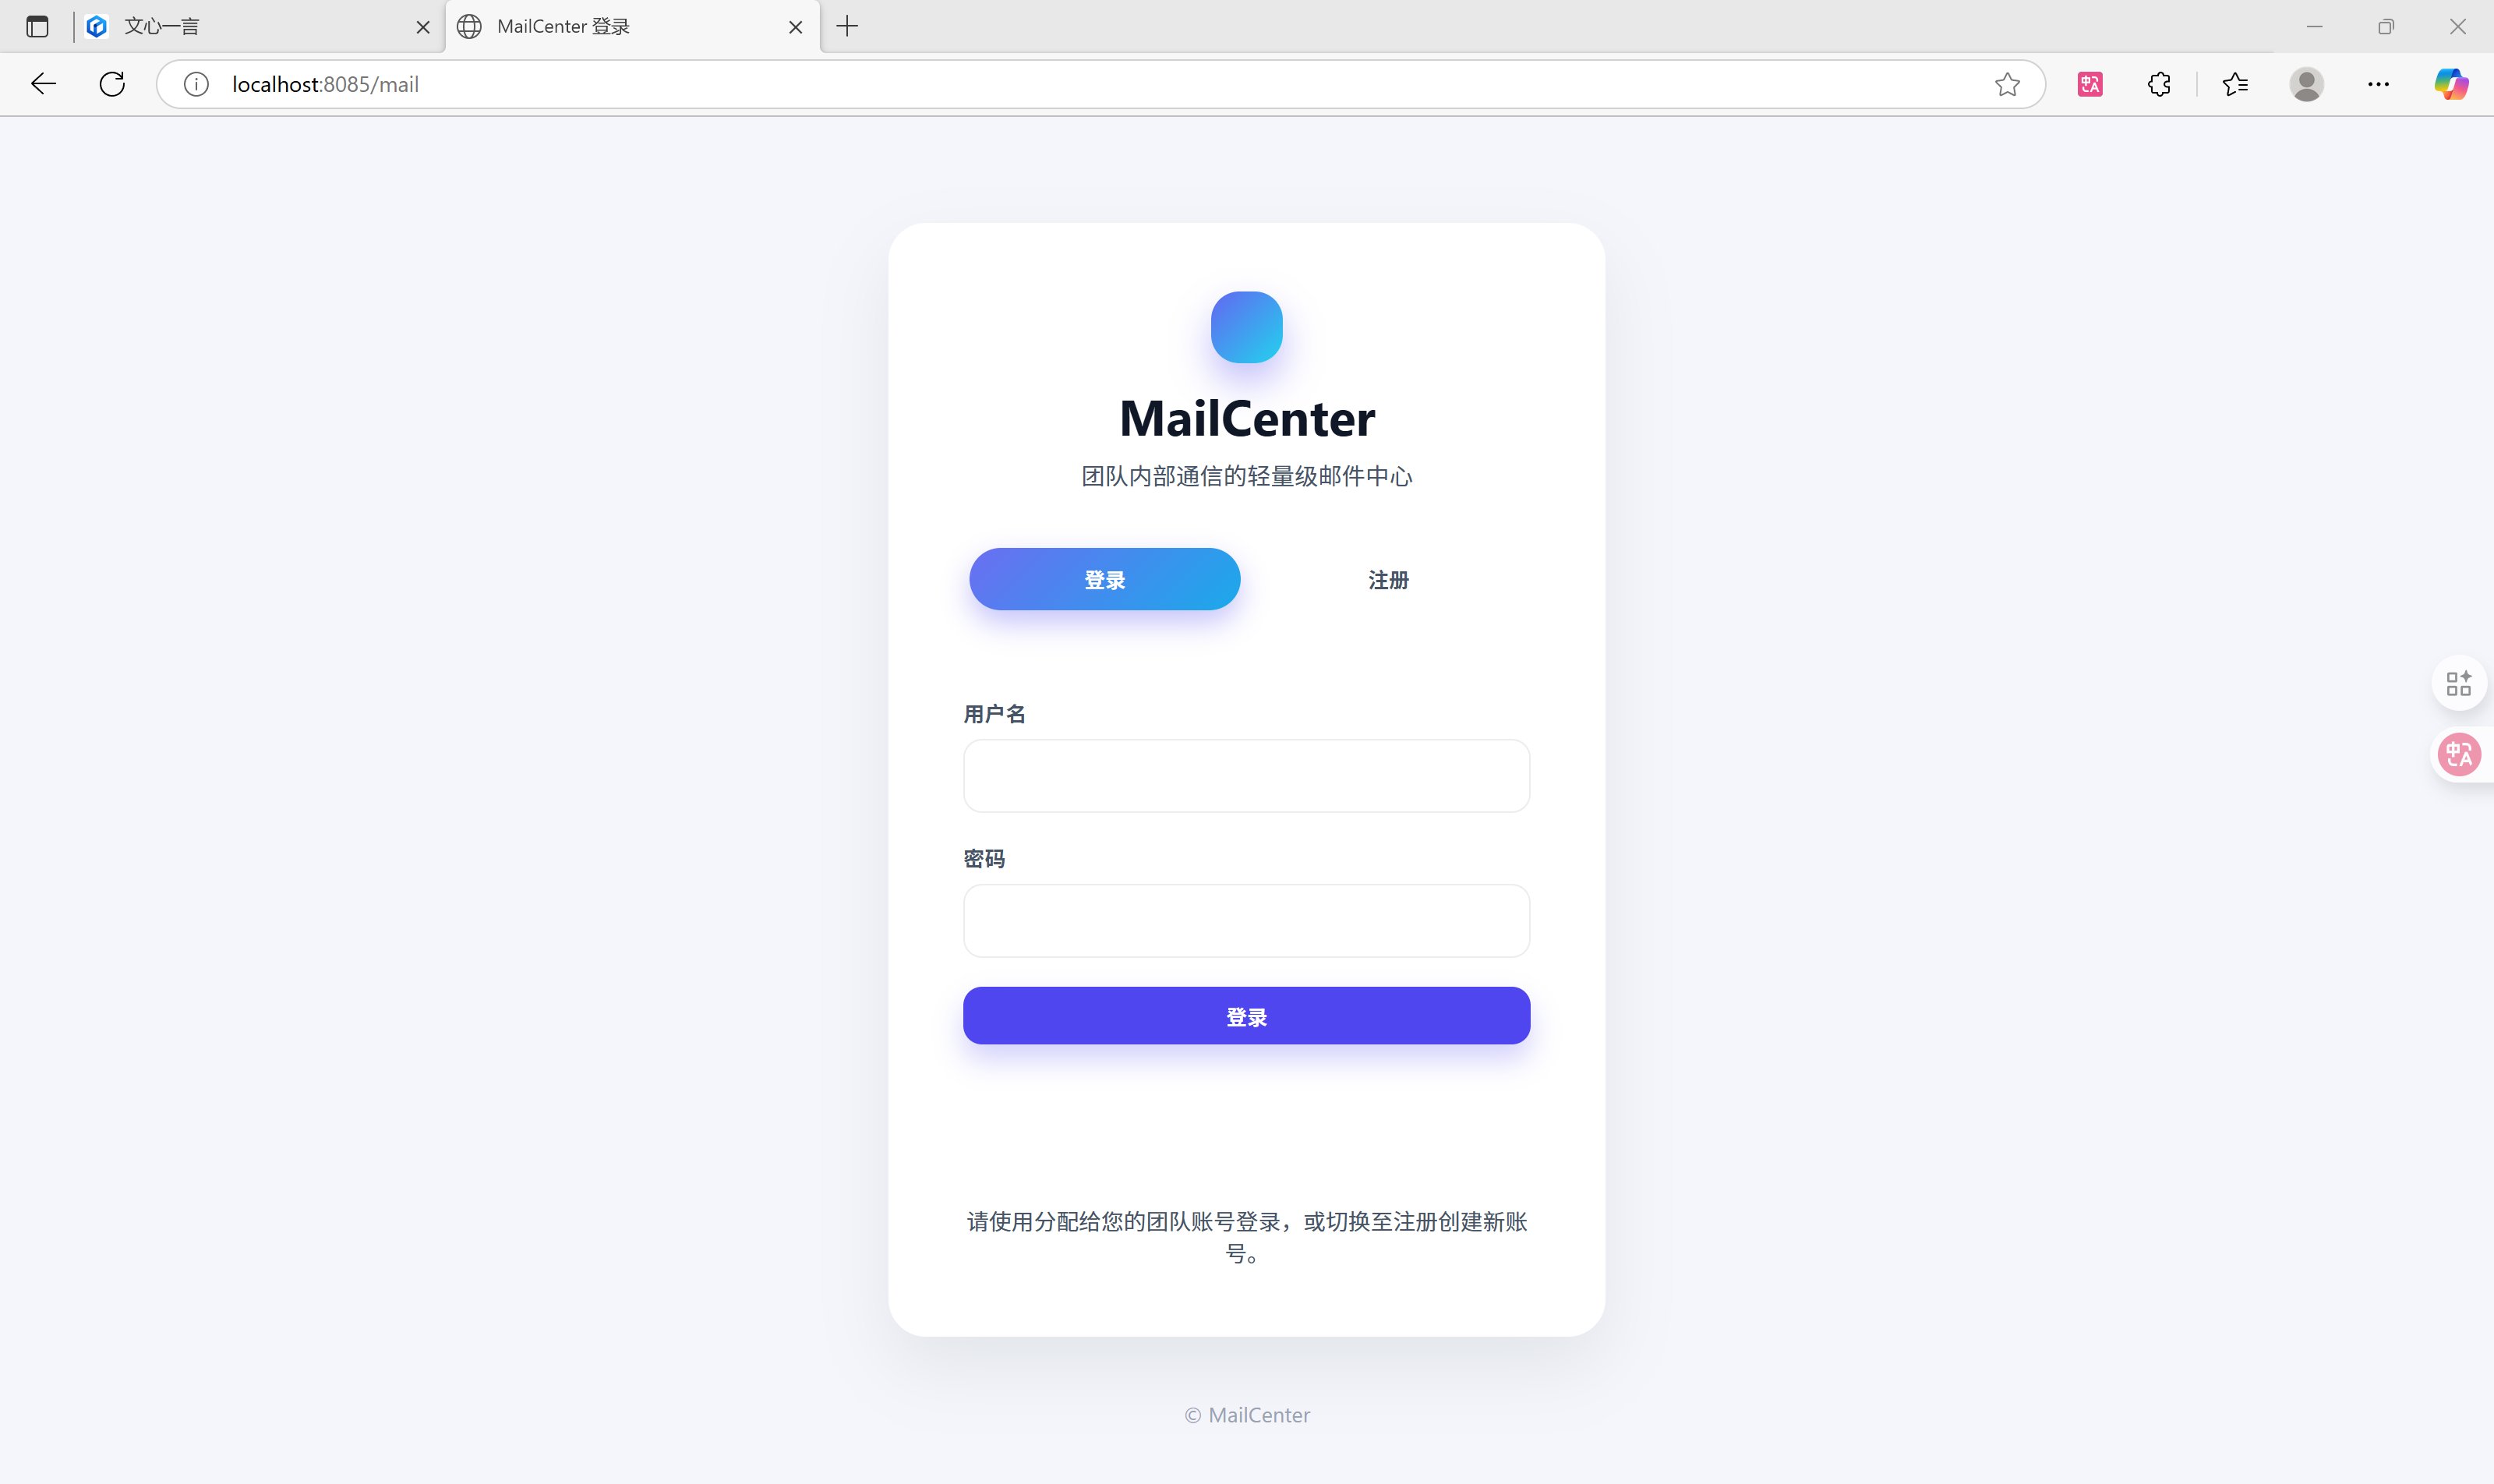 文心一言
MailCenter 登录
localhost:8085/mail
MailCenter
团队内部通信的轻量级邮件中心
登录
注册
用户名
密码
登录
请使用分配给您的团队账号登录，或切换至注册创建新账
号。
© MailCenter